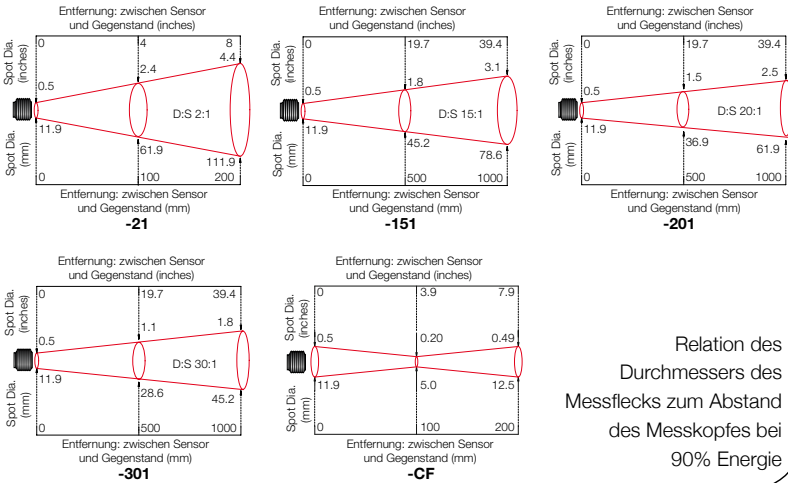 Entfernung: zwischen Sensor
und Gegenstand (inches)
Spot Dia.
(inches)
0 4 8
4.4
2.4
0.5
D:S 2:1
11.9
61.9
111.9
Spot Dia.
(mm)
0 100 200
Entfernung: zwischen Sensor
und Gegenstand (mm)
-21
Entfernung: zwischen Sensor
und Gegenstand (inches)
Spot Dia.
(inches)
0 19.7 39.4
3.1
1.8
0.5
D:S 15:1
11.9
45.2
78.6
Spot Dia.
(mm)
0 500 1000
Entfernung: zwischen Sensor
und Gegenstand (mm)
-151
Entfernung: zwischen Sensor
und Gegenstand (inches)
Spot Dia.
(inches)
0 19.7 39.4
2.5
1.5
0.5
D:S 20:1
11.9
36.9
61.9
Spot Dia.
(mm)
0 500 1000
Entfernung: zwischen Sensor
und Gegenstand (mm)
-201
Entfernung: zwischen Sensor
und Gegenstand (inches)
Spot Dia.
(inches)
0 19.7 39.4
1.8
1.1
0.5
D:S 30:1
11.9
28.6
45.2
Spot Dia.
(mm)
0 500 1000
Entfernung: zwischen Sensor
und Gegenstand (mm)
-301
Entfernung: zwischen Sensor
und Gegenstand (inches)
Spot Dia.
(inches)
0 3.9 7.9
0.5 0.20 0.49
11.9 5.0 12.5
Spot Dia.
(mm)
0 100 200
Entfernung: zwischen Sensor
und Gegenstand (mm)
-CF
Relation des
Durchmessers des
Messflecks zum Abstand
des Messkopfes bei
90% Energie